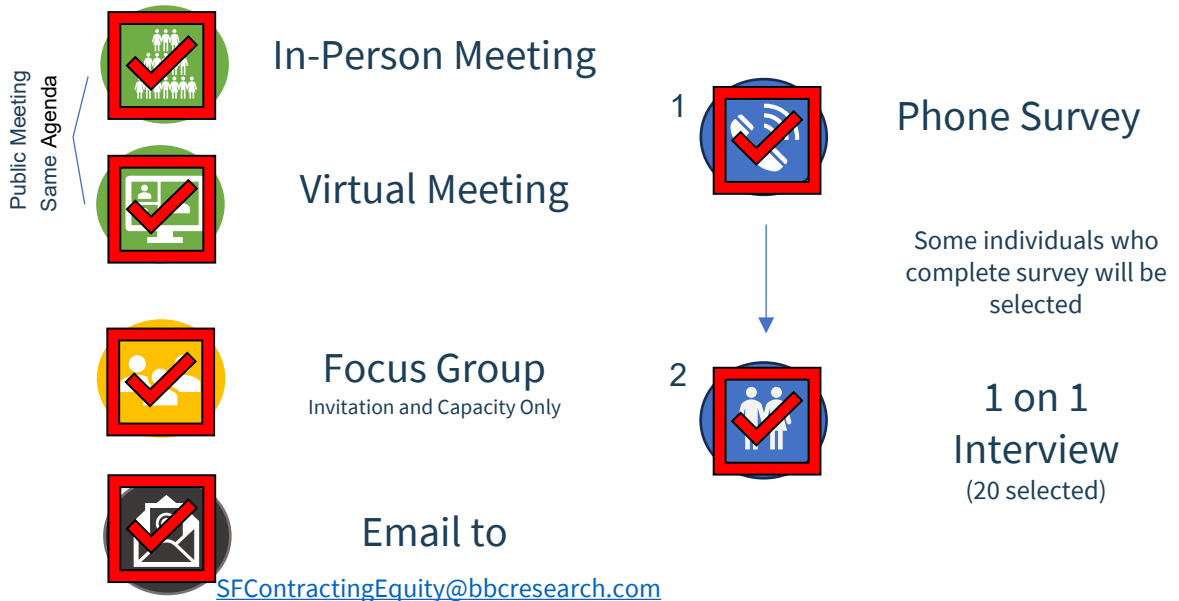 Public Meeting
Same Agenda
In-Person Meeting
Virtual Meeting
Focus Group
Invitation and Capacity Only
Email to
SFContractingEquity@bbcresearch.com
1
Phone Survey
Some individuals who
complete survey will be
selected
2
1 on 1
Interview
(20 selected)